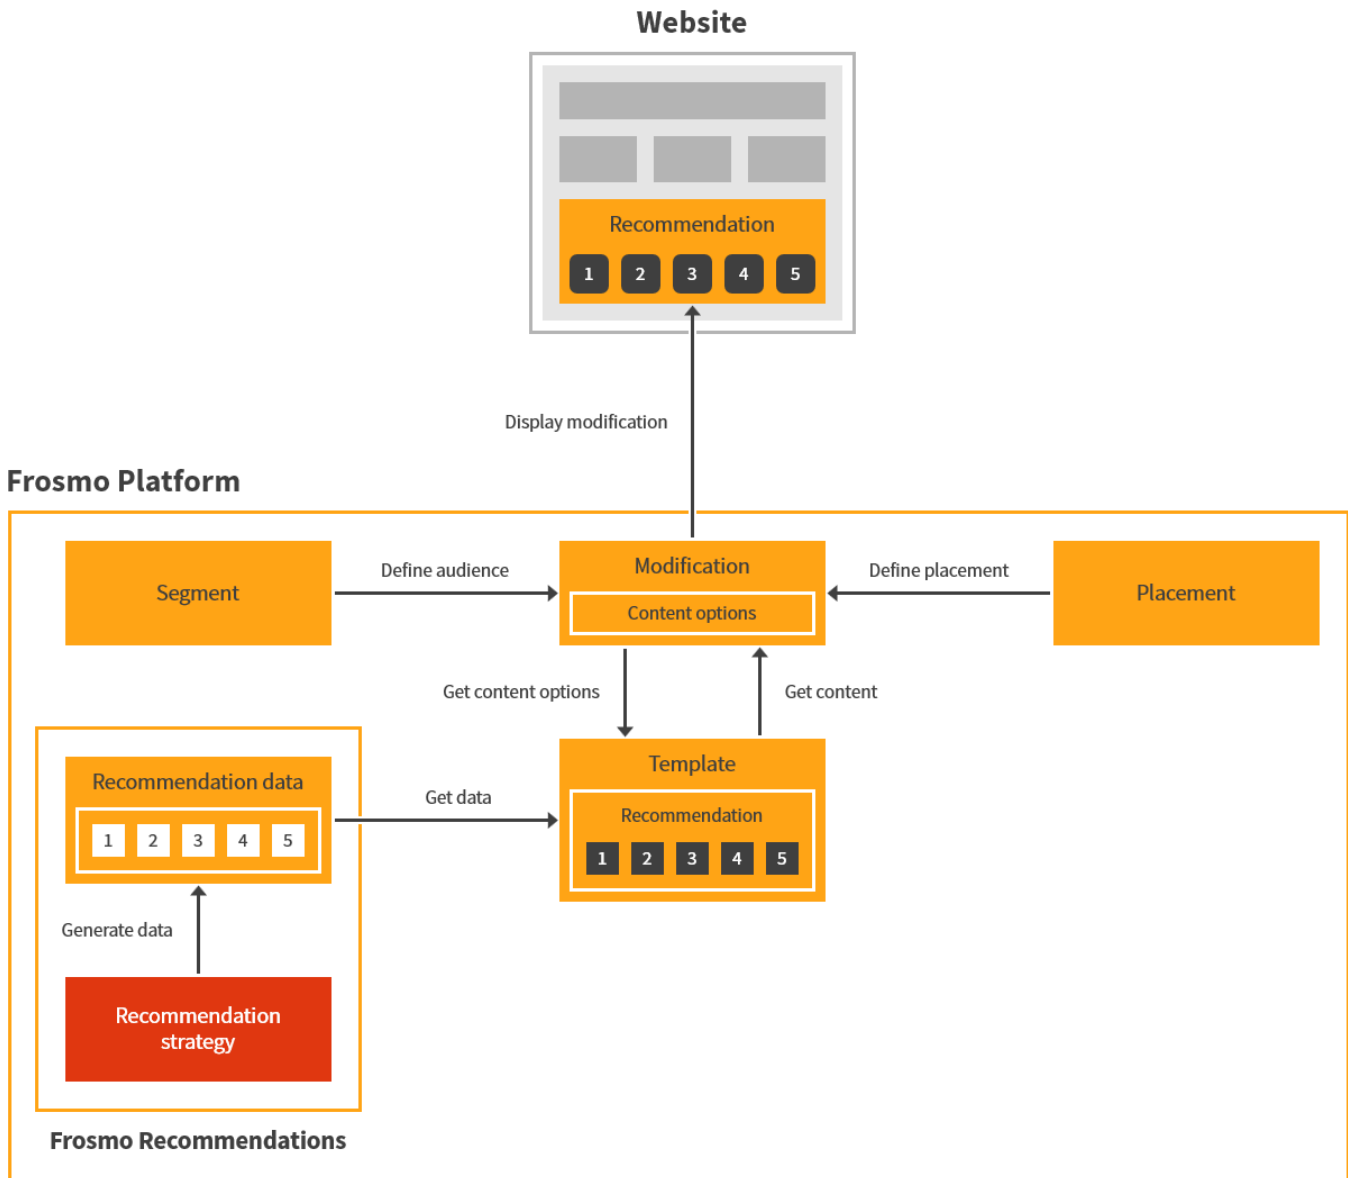 Website
Recommendation
1 2 3 4 5
Display modification
Frosmo Platform
Segment
Define audience
Modification
Content options
Define placement
Placement
Get content options
Get content
Recommendation data
1 2 3 4 5
Get data
Template
Recommendation
1 2 3 4 5
Generate data
Recommendation
strategy
Frosmo Recommendations